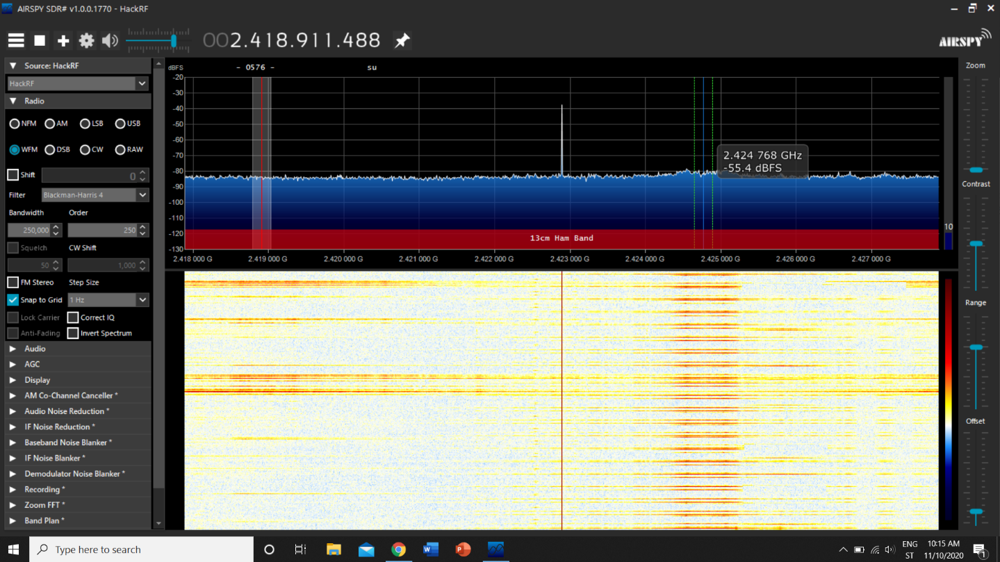 AIRSPY SDR# v1.0.0.1770 - HackRF
002.418.911.488
AIRSPY
Source: HackRF
HackRF
Radio
NFM AM LSB USB
WFM DSB CW RAW
Shift 0
Filter Blackman-Harris 4
Bandwidth Order
250,000 250
Squelch CW Shift
50 1,000
FM Stereo Step Size
Snap to Grid 1 Hz
Lock Carrier Correct IQ
Anti-Fading Invert Spectrum
Audio
AGC
Display
AM Co-Channel Canceller *
Audio Noise Reduction *
IF Noise Reduction *
Baseband Noise Blanker *
IF Noise Blanker *
Demodulator Noise Blanker *
Recording *
Zoom FFT *
Band Plan *
dBFS - 0576 - su
-20
-30
-40
-50
-60
-70
-80
-90
-100
-110
-120
-130
2.424 768 GHz
-55.4 dBFS
13cm Ham Band
10
2.418 000 G 2.419 000 G 2.420 000 G 2.421 000 G 2.422 000 G 2.423 000 G 2.424 000 G 2.425 000 G 2.426 000 G 2.427 000 G
Zoom
Contrast
Range
Offset
Type here to search
ENG
ST
10:15 AM
11/10/2020
1